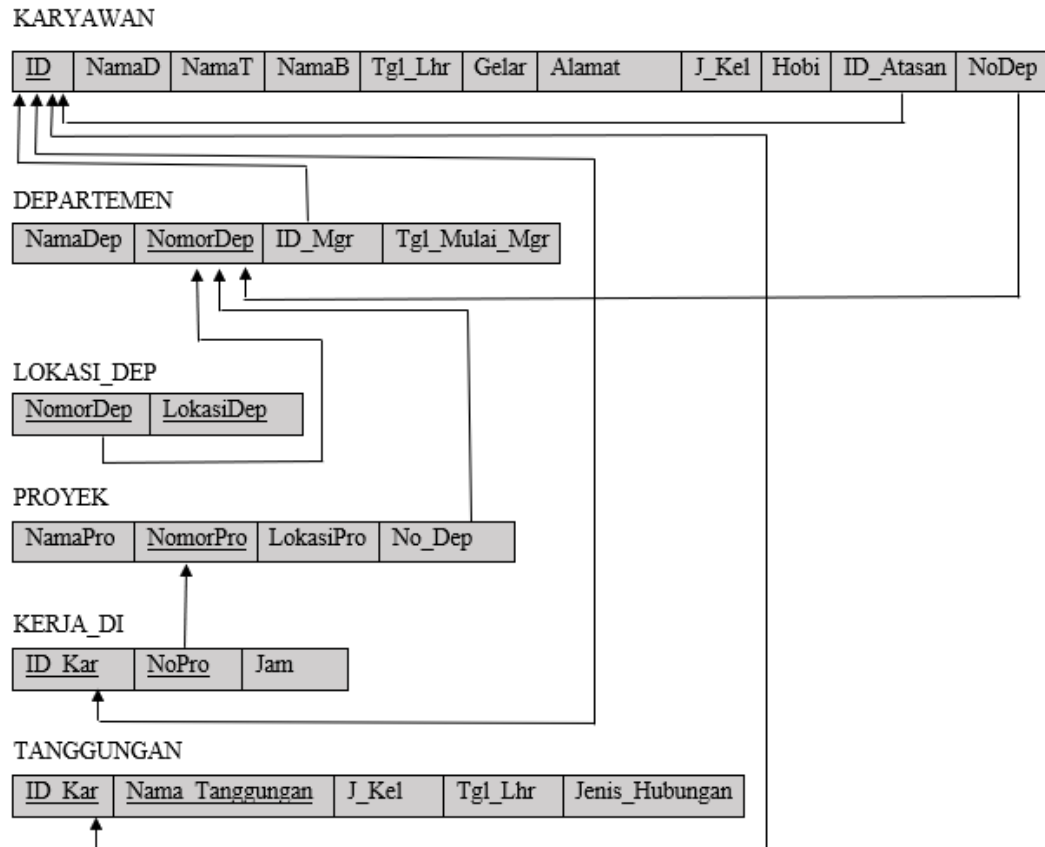 KARYAWAN
ID NamaD NamaT NamaB Tgl_Lhr Gelar Alamat J_Kel Hobi ID_Atasan NoDep
DEPARTEMEN
NamaDep NomorDep ID_Mgr Tgl_Mulai_Mgr
LOKASI_DEP
NomorDep LokasiDep
PROYEK
NamaPro NomorPro LokasiPro No_Dep
KERJA_DI
ID_Kar NoPro Jam
TANGGUNGAN
ID_Kar Nama_Tanggungan J_Kel Tgl_Lhr Jenis_Hubungan